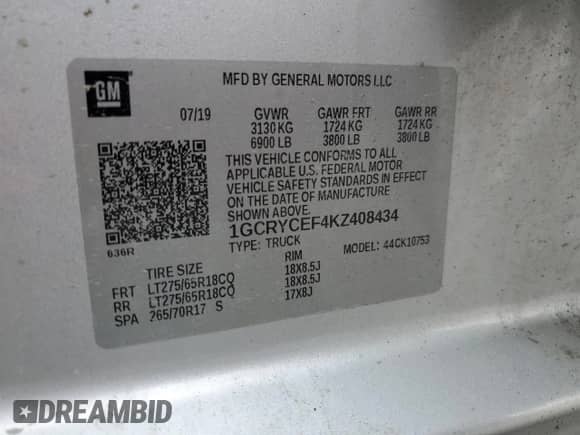 GM
MFD BY GENERAL MOTORS LLC
07/19 GVWR GAWR FRT GAWR RR
3130 KG 1724 KG 1724 KG
6900 LB 3800 LB 3800 LB
THIS VEHICLE CONFORMS TO ALL
APPLICABLE U.S. FEDERAL MOTOR
VEHICLE SAFETY STANDARDS IN EFFECT
ON THE DATE OF MANUFACTURE
SHOWN ABOVE.
1GCRYCEF4KZ408434
036R TYPE: TRUCK MODEL: 44CK10753
TIRE SIZE RIM
FRT LT275/65R18CQ 18X8.5J
RR LT275/65R18CQ 18X8.5J
SPA 265/70R17 S 17X8J
DREAMBID